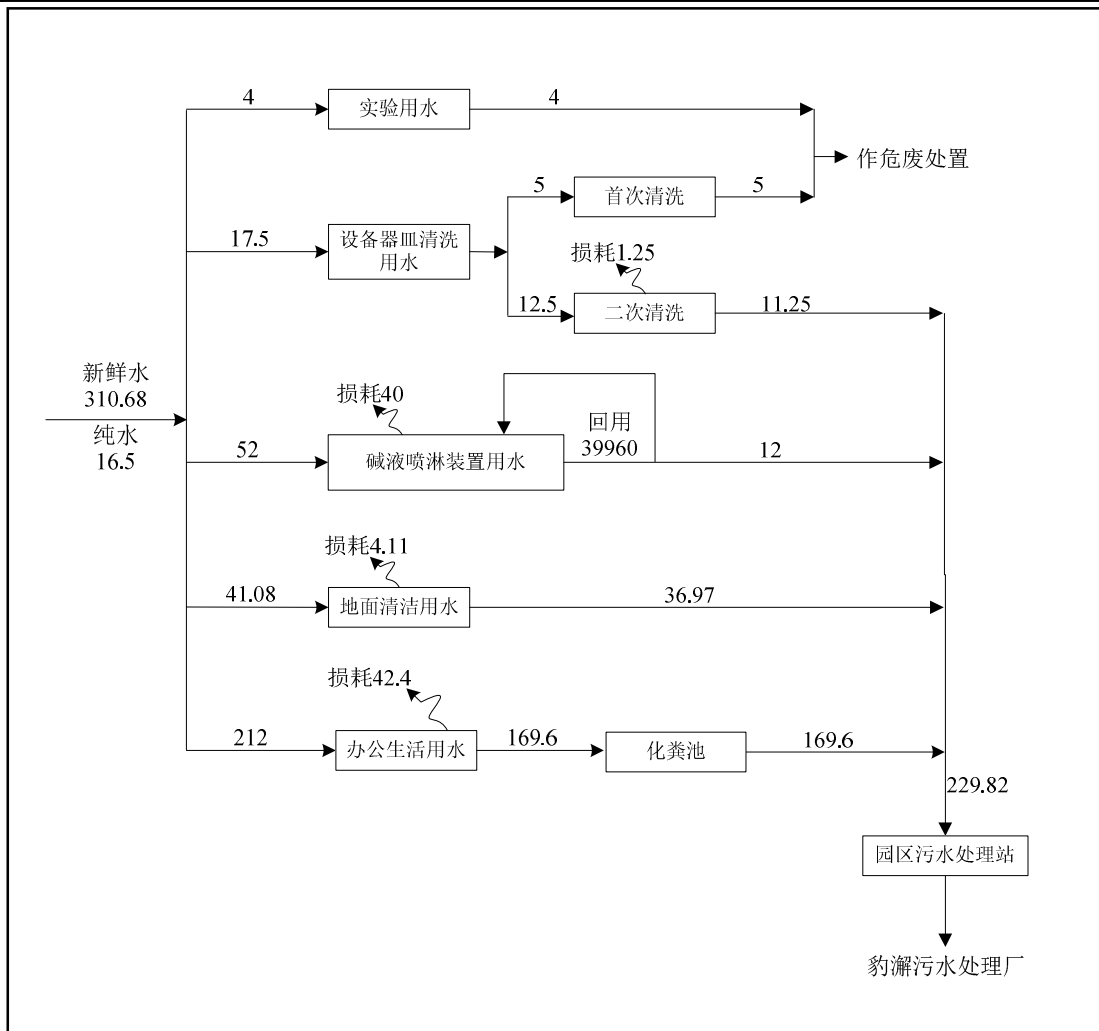 4
实验用水
4
作危废处置
5
首次清洗
5
17.5
设备器皿清洗
用水
损耗1.25
12.5
二次清洗
11.25
新鲜水
310.68
纯水
16.5
损耗40
回用
39960
52
碱液喷淋装置用水
12
损耗4.11
41.08
地面清洁用水
36.97
损耗42.4
212
办公生活用水
169.6
化粪池
169.6
229.82
园区污水处理站
豹澥污水处理厂